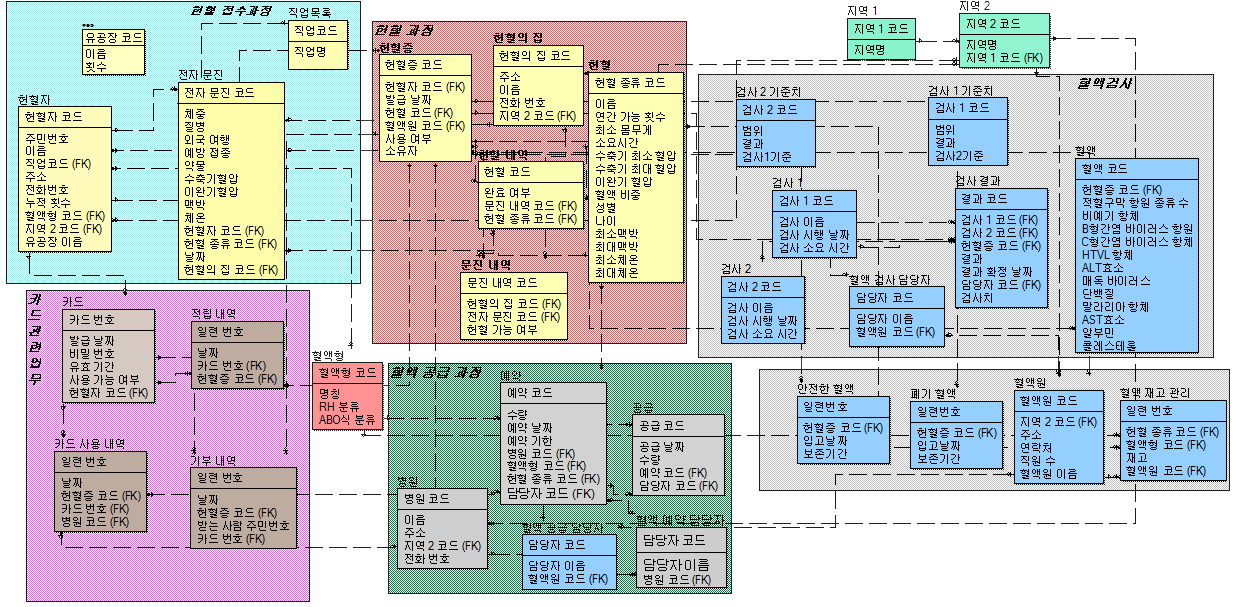 헌혈 접수과정
***
유공장 코드
이름
횟수
직업목록
직업코드
직업명
전자 문진
전자 문진 코드
체중
질병
외국 여행
예방 접종
약물
수축기혈압
이완기혈압
맥박
체온
헌혈자 코드 (FK)
헌혈 종류 코드 (FK)
날짜
헌혈의 집 코드 (FK)
헌혈자
헌혈자 코드
주민번호
이름
직업코드 (FK)
주소
전화번호
누적 횟수
혈액형 코드 (FK)
지역 2 코드 (FK)
유공장 이름
헌혈 과정
헌혈증
헌혈증 코드
헌혈자 코드 (FK)
발급 날짜
헌혈 코드 (FK)
혈액원 코드 (FK)
사용 여부
소유자
헌혈의 집
헌혈의 집 코드
주소
이름
전화 번호
지역 2 코드 (FK)
헌혈
헌혈 종류 코드
이름
연간 가능 횟수
최소 몸무게
소요시간
수축기 최소 혈압
수축기 최대 혈압
이완기 혈압
혈액 비중
성별
나이
최소맥박
최대맥박
최소체온
최대체온
헌혈 내역
헌혈 코드
완료 여부
문진 내역 코드 (FK)
헌혈 종류 코드 (FK)
문진 내역
문진 내역 코드
헌혈의 집 코드 (FK)
전자 문진 코드 (FK)
헌혈 가능 여부
지역 1
지역 1 코드
지역명
지역 2
지역 2 코드
지역명
지역 1 코드 (FK)
혈액검사
검사 2 기준치
검사 2 코드
범위
결과
검사1기준
검사 1 기준치
검사 1 코드
범위
결과
검사2기준
혈액
혈액 코드
헌혈증 코드 (FK)
적혈구막 항원 종류 수
비예기 항체
B형간염 바이러스 항원
C형간염 바이러스 항체
HTVL 항체
ALT효소
매독 바이러스
단백질
말라리아 항체
AST효소
알부민
콜레스테롤
검사 1
검사 1 코드
검사 이름
검사 시행 날짜
검사 소요 시간
검사 결과
결과 코드
검사 1 코드 (FK)
검사 2 코드 (FK)
헌혈증 코드 (FK)
결과
결과 확정 날짜
담당자 코드 (FK)
검사치
검사 2
검사 2 코드
검사 이름
검사 시행 날짜
검사 소요 시간
혈액 검사 담당자
담당자 코드
담당자 이름
혈액원 코드 (FK)
카드 관련업무
카드
카드 번호
발급 날짜
비밀 번호
유효 기간
사용 가능 여부
헌혈자 코드 (FK)
적립 내역
일련 번호
날짜
카드 번호 (FK)
헌혈증 코드 (FK)
카드 사용 내역
일련 번호
날짜
헌혈증 코드 (FK)
카드 번호 (FK)
병원 코드 (FK)
기부 내역
일련 번호
날짜
헌혈증 코드 (FK)
받는 사람 주민번호
카드 번호 (FK)
혈액형
혈액형 코드
명칭
RH 분류
ABO식 분류
혈액 공급 과정
예약
예약 코드
수량
예약 날짜
예약 기한
병원 코드 (FK)
혈액형 코드 (FK)
헌혈 종류 코드 (FK)
담당자 코드 (FK)
공급
공급 코드
공급 날짜
수량
예약 코드 (FK)
담당자 코드 (FK)
병원
병원 코드
이름
주소
지역 2 코드 (FK)
전화 번호
혈액 공급 담당자
담당자 코드
담당자 이름
혈액원 코드 (FK)
혈액 예약 담당자
담당자 코드
담당자이름
병원 코드 (FK)
안전한 혈액
일련번호
헌혈증 코드 (FK)
입고날짜
보존기간
폐기 혈액
일련번호
헌혈증 코드 (FK)
입고날짜
보존기간
혈액원
혈액원 코드
지역 2 코드 (FK)
주소
연락처
직원 수
혈액원 이름
혈액 재고 관리
일련 번호
헌혈 종류 코드 (FK)
혈액형 코드 (FK)
재고
혈액원 코드 (FK)